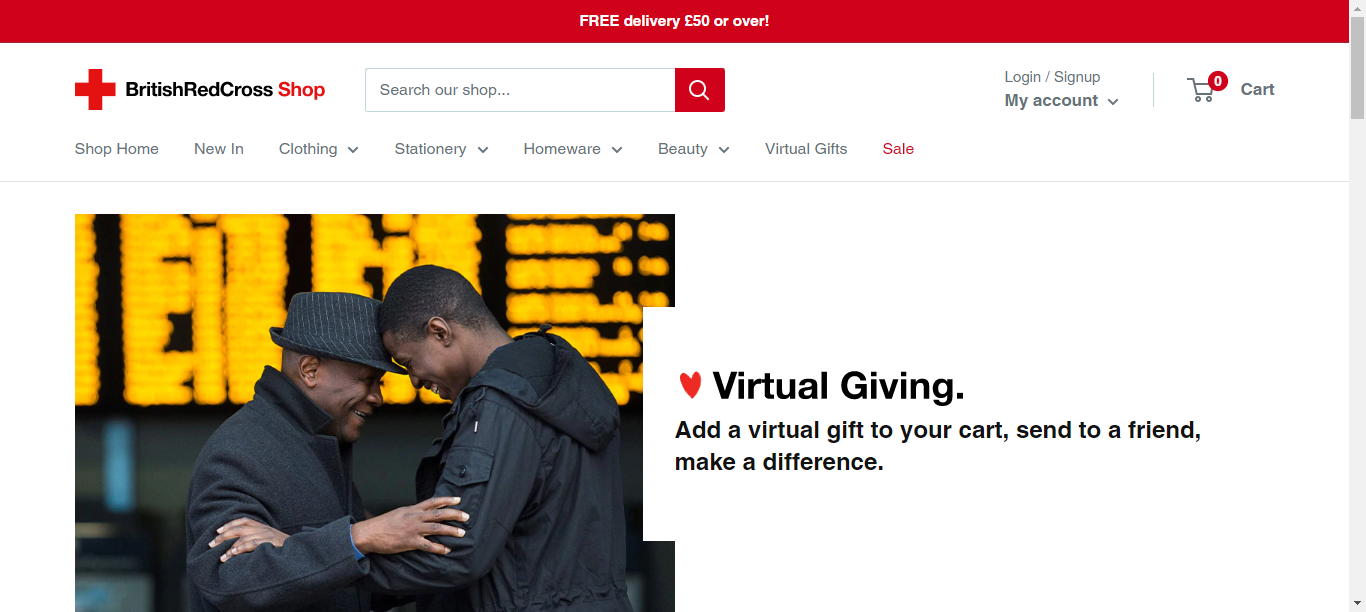 FREE delivery £50 or over!
BritishRedCross Shop
Search our shop...
Login / Signup
My account
0
Cart
Shop Home
New In
Clothing
Stationery
Homeware
Beauty
Virtual Gifts
Sale
Virtual Giving.
Add a virtual gift to your cart, send to a friend,
make a difference.